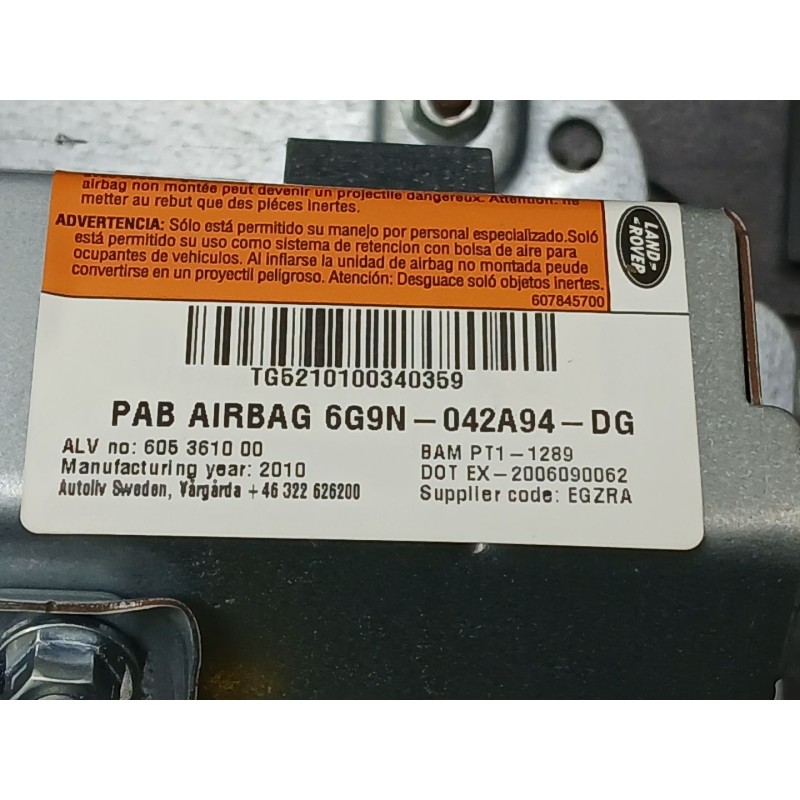 airbag non montée peut devenir un projectile dangereux. Attention: ne
metter au rebut que des piéces inertes.
ADVERTENCIA: Sólo está permitido su manejo por personal especializado.Soló
está permitido su uso como sistema de retencion con bolsa de aire para
ocupantes de vehículos. Al inflarse la unidad de airbag no montada peude
convertirse en un proyectil peligroso. Atención: Desguace soló objetos inertes.
607845700
LAND-
-ROVER
TG5210100340359
PAB AIRBAG 6G9N-042A94-DG
ALV no: 605 3610 00
BAM PT1-1289
Manufacturing year: 2010
DOT EX-2006090062
Autoliv Sweden, Vårgårda +46 322 626200
Supplier code: EGZRA